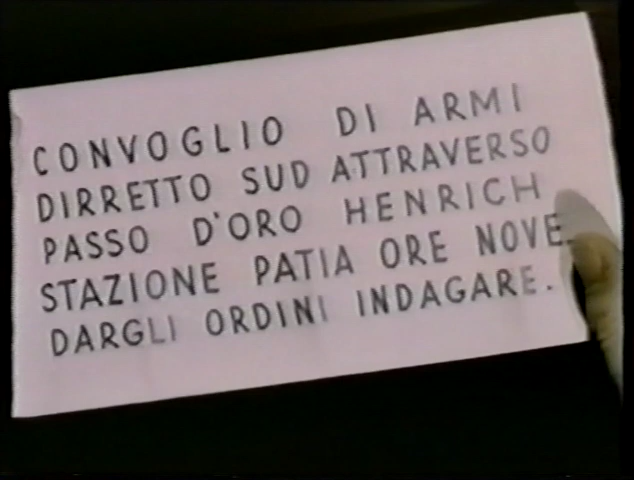 CONVOGLIO DI ARMI
DIRRETTO SUD ATTRAVERSO
PASSO D'ORO HENRICH
STAZIONE PATIA ORE NOVE.
DARGLI ORDINI INDAGARE.